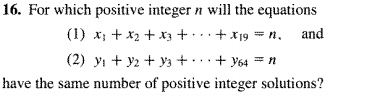 16. For which positive integer n will the equations
(1) x₁ + x₂ + x₃ + · · · + x₁₉ = n, and
(2) y₁ + y₂ + y₃ + · · · + y₆₄ = n
have the same number of positive integer solutions?